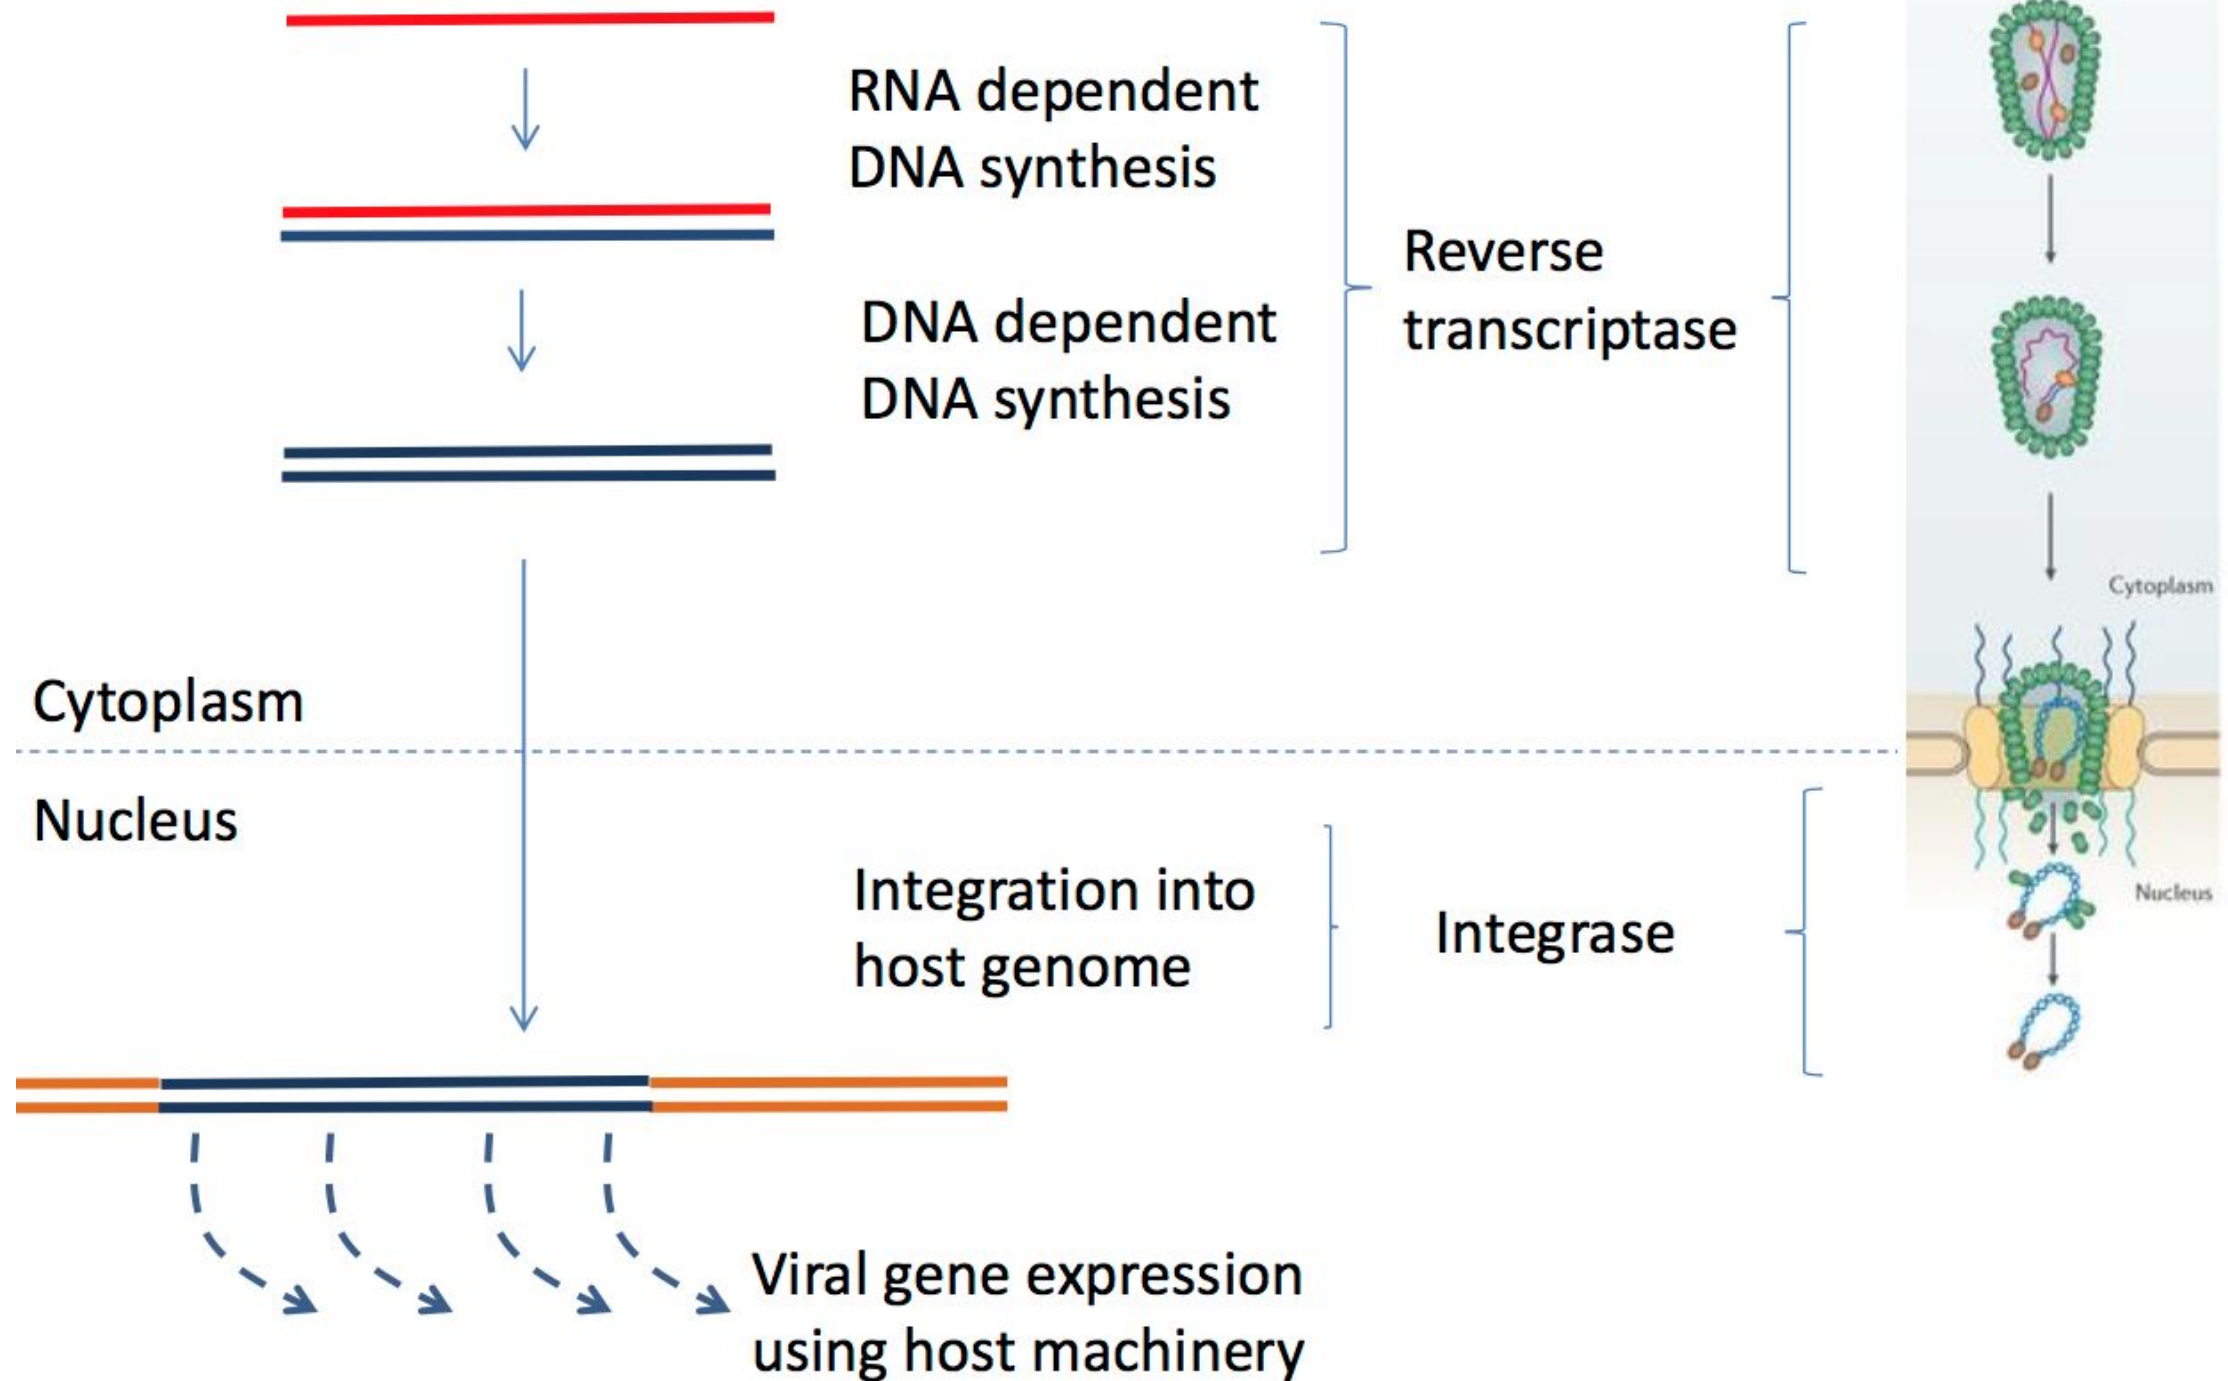 RNA dependent
DNA synthesis
Reverse
transcriptase
DNA dependent
DNA synthesis
Cytoplasm
Cytoplasm
Nucleus
Nucleus
Integration into
host genome
Integrase
Viral gene expression
using host machinery